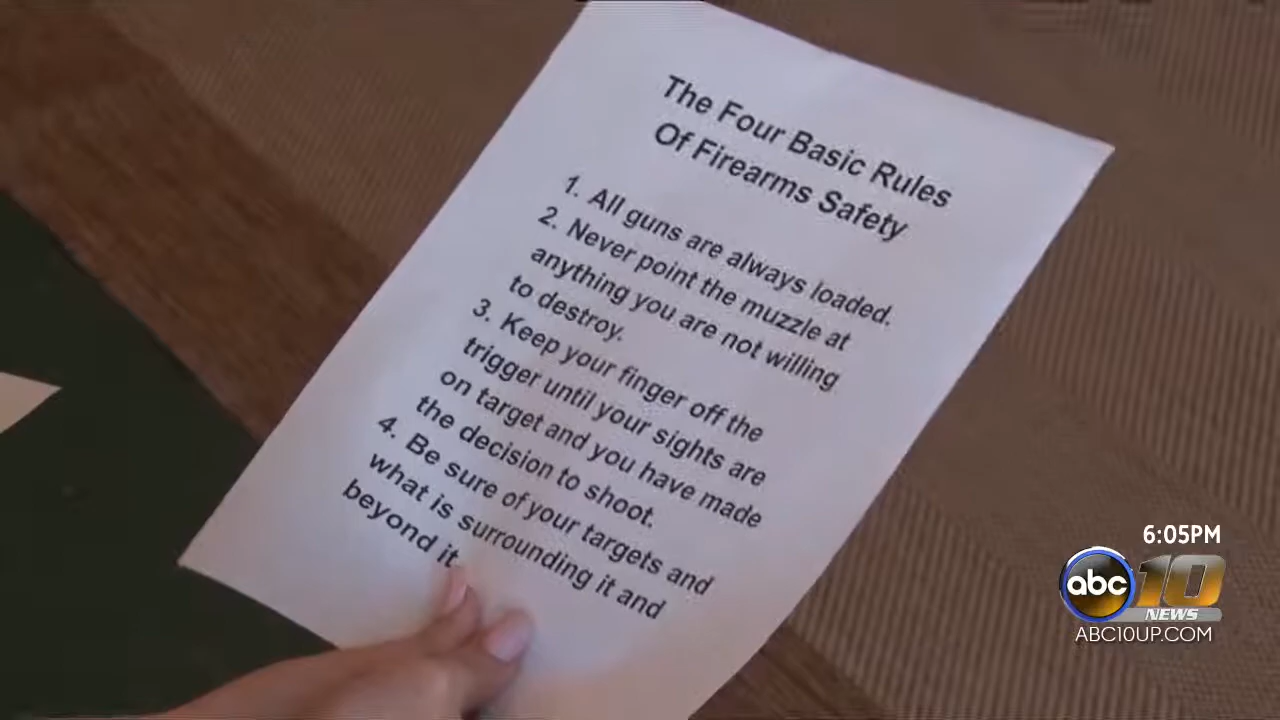 The Four Basic Rules
Of Firearms Safety
1. All guns are always loaded.
2. Never point the muzzle at
anything you are not willing
to destroy.
3. Keep your finger off the
trigger until your sights are
on target and you have made
the decision to shoot.
4. Be sure of your targets and
what is surrounding it and
beyond it.
6:05PM
abc 10
NEWS
ABC10UP.COM